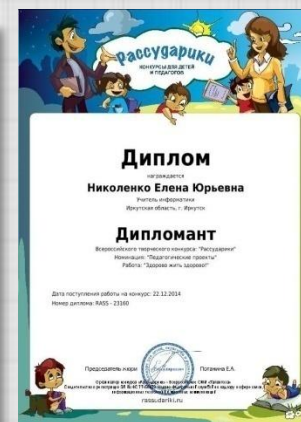 Рассударики
КОНКУРСЫ ДЛЯ ДЕТЕЙ
И ПЕДАГОГОВ
Диплом
награждается
Николенко Елена Юрьевна
Учитель информатики
Иркутская область, г. Иркутск
Дипломант
Всероссийского творческого конкурса: "Рассударики"
Номинация: "Педагогические проекты"
Работа: "Здорово жить здорово!"
Дата поступления работы на конкурс: 22.12.2014
Номер диплома: RASS - 23160
Председатель жюри
Потанина Е.А.
rassudariki.ru